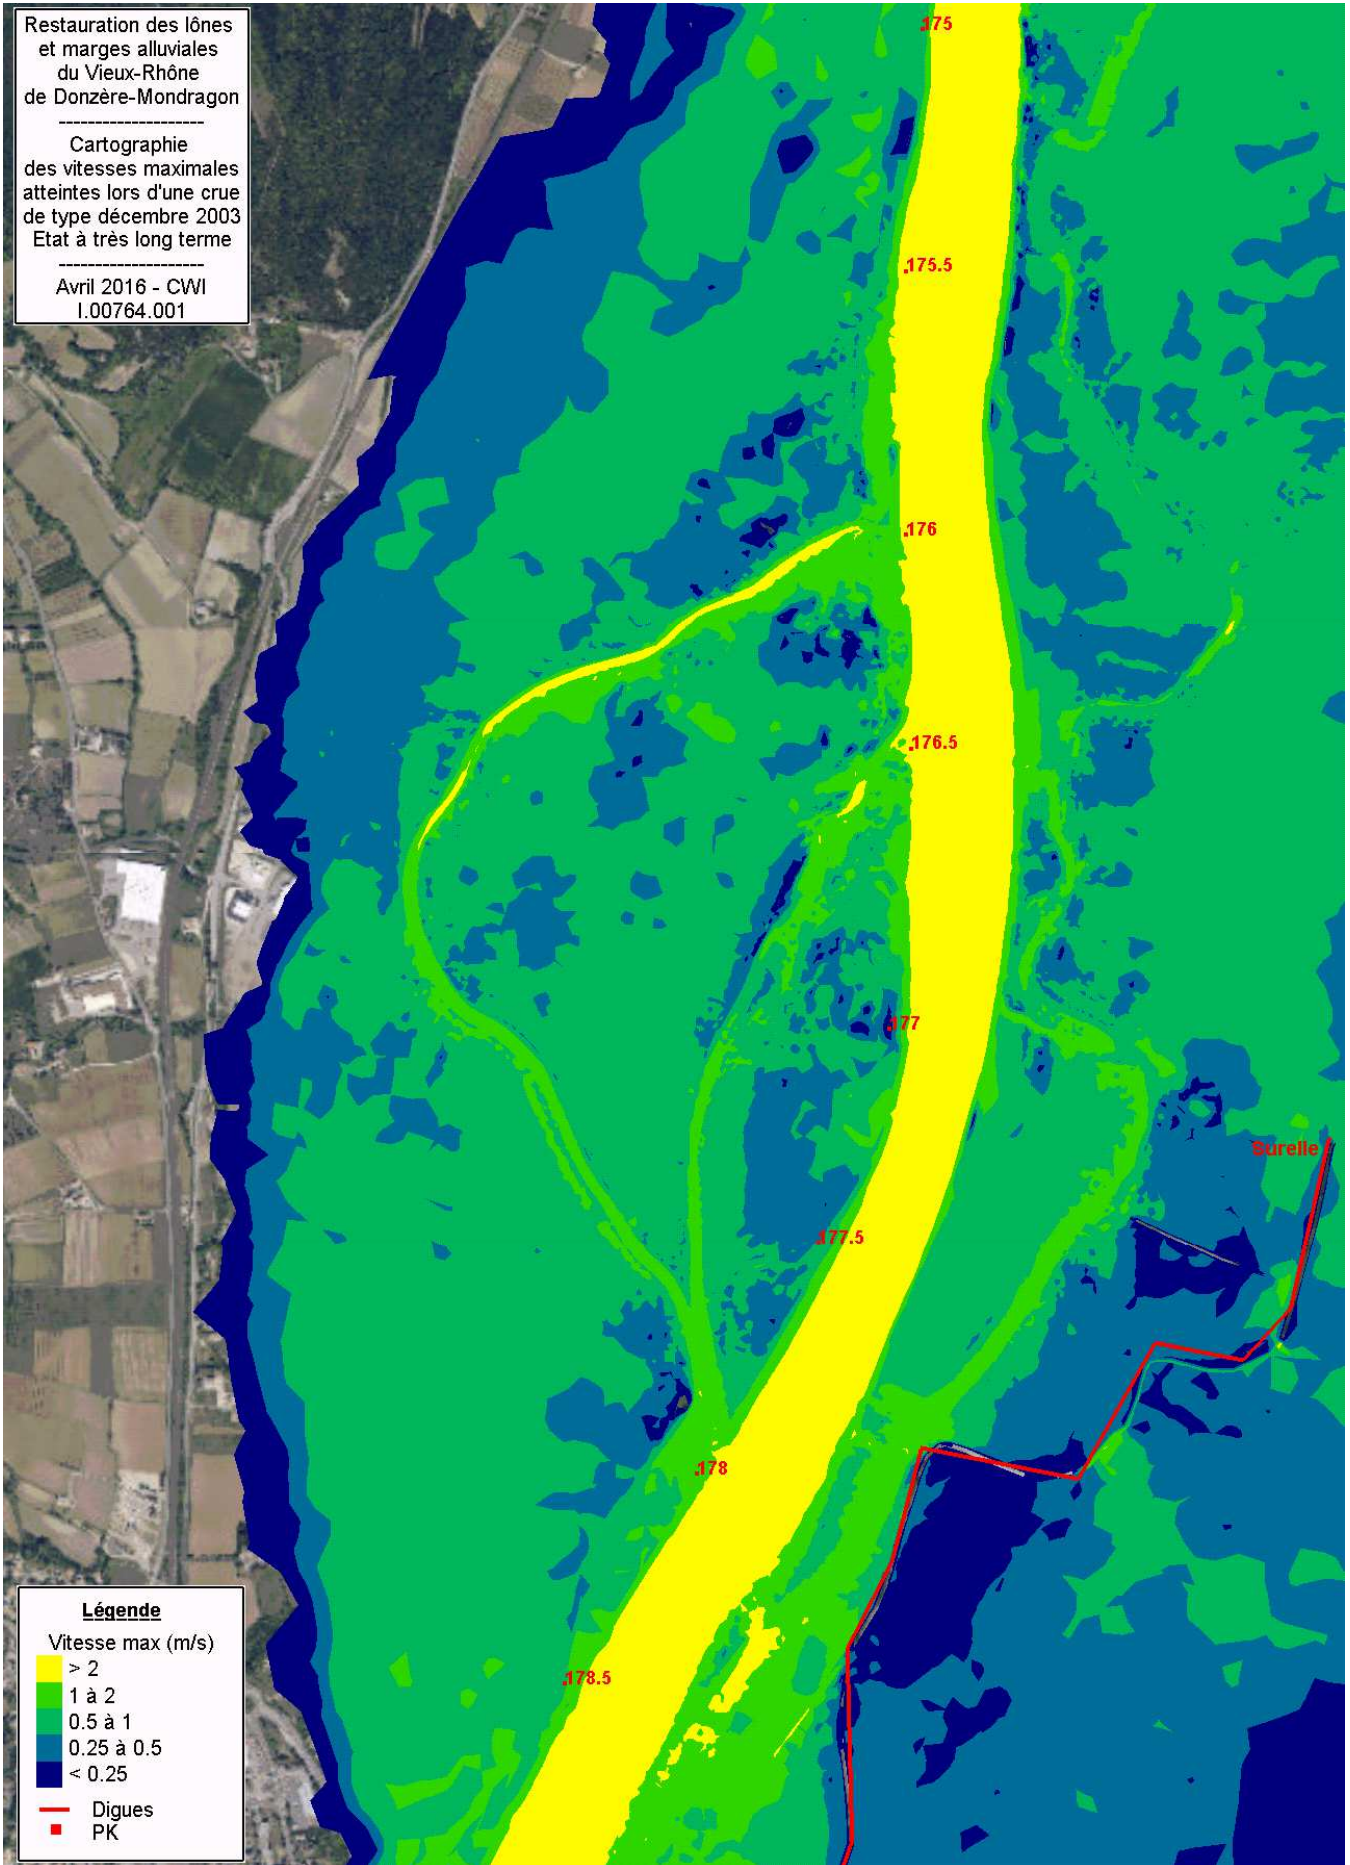 Restauration des lônes
et marges alluviales
du Vieux-Rhône
de Donzère-Mondragon
--------------------
Cartographie
des vitesses maximales
atteintes lors d'une crue
de type décembre 2003
Etat à très long terme
--------------------
Avril 2016 - CWI
I.00764.001
175
175.5
176
176.5
177
Surelle
177.5
178
178.5
Légende
Vitesse max (m/s)
> 2
1 à 2
0.5 à 1
0.25 à 0.5
< 0.25
Digues
PK